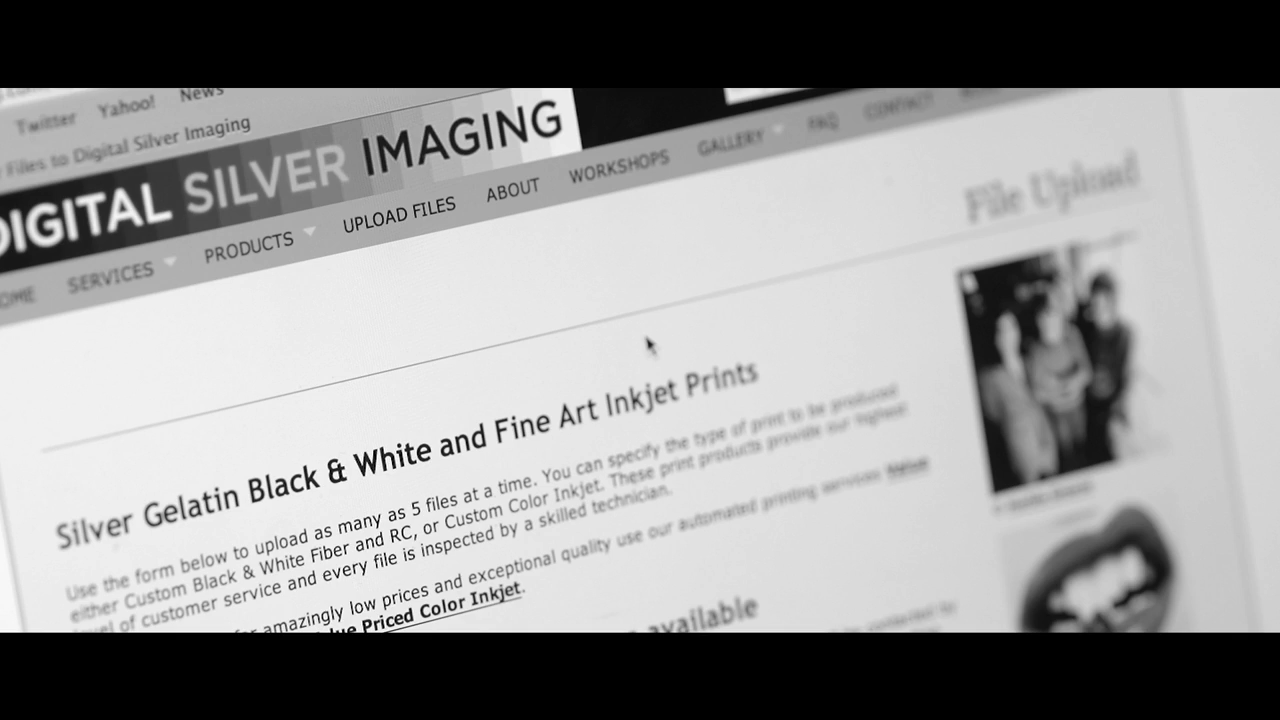 Twitter Yahoo! News
Files to Digital Silver Imaging
DIGITAL SILVER IMAGING
SERVICES PRODUCTS UPLOAD FILES ABOUT WORKSHOPS GALLERY FAQ CONTACT
File Upload
Silver Gelatin Black & White and Fine Art Inkjet Prints
Use the form below to upload as many as 5 files at a time. You can specify the type of print to be produced
either Custom Black & White Fiber and RC, or Custom Color Inkjet. These print products provide our highest
level of customer service and every file is inspected by a skilled technician.
amazingly low prices and exceptional quality use our automated printing services
Priced Color Inkjet.
available